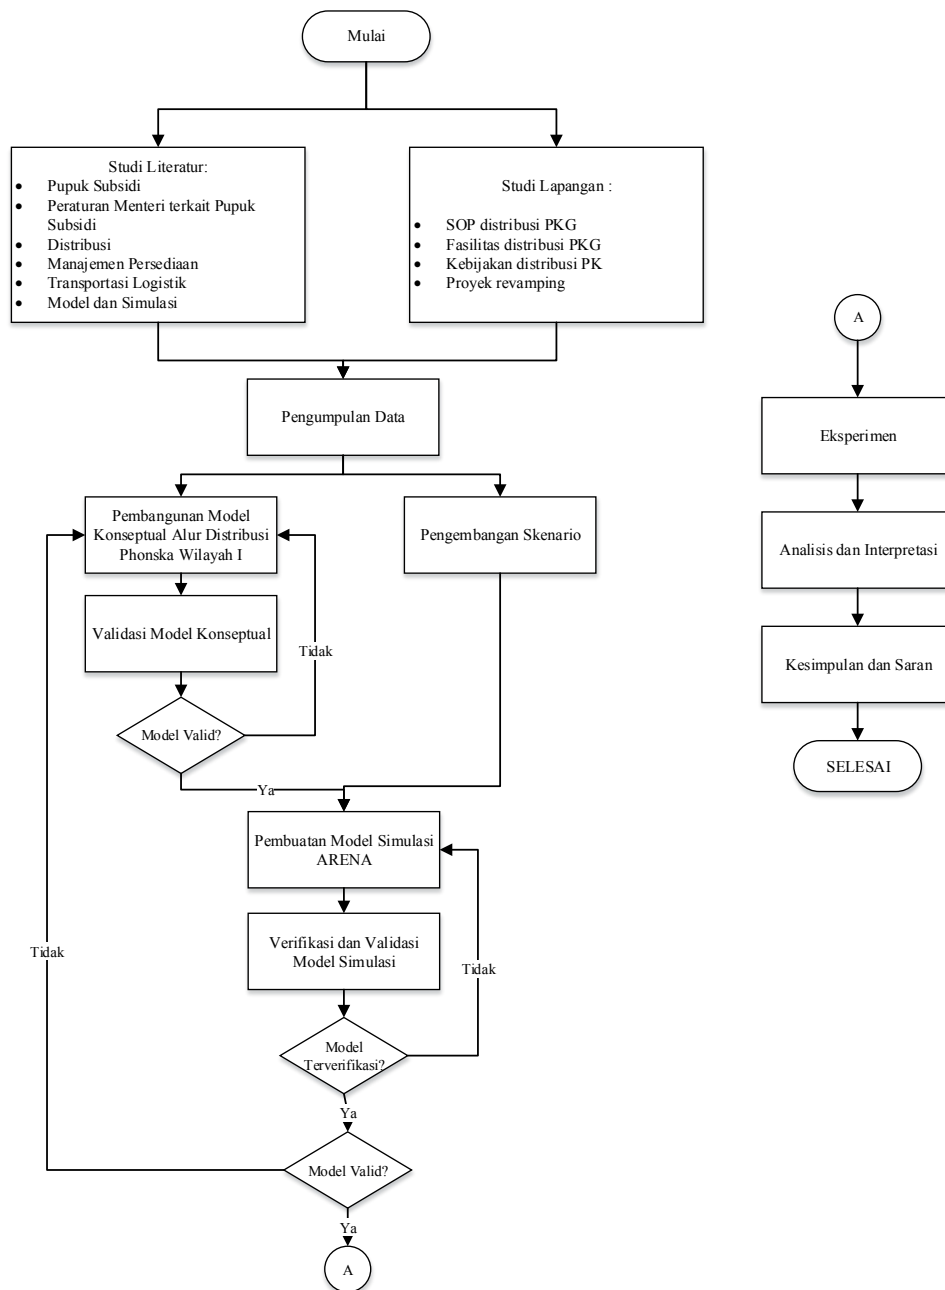 Mulai
Studi Literatur:
• Pupuk Subsidi
• Peraturan Menteri terkait Pupuk
Subsidi
• Distribusi
• Manajemen Persediaan
• Transportasi Logistik
• Model dan Simulasi
Studi Lapangan :
• SOP distribusi PKG
• Fasilitas distribusi PKG
• Kebijakan distribusi PK
• Proyek revamping
Pengumpulan Data
Pembangunan Model
Konseptual Alur Distribusi
Phonska Wilayah I
Pengembangan Skenario
Validasi Model Konseptual
Tidak
Model Valid?
Ya
Pembuatan Model Simulasi
ARENA
Verifikasi dan Validasi
Model Simulasi
Tidak
Tidak
Model
Terverifikasi?
Ya
Model Valid?
Ya
A
A
Eksperimen
Analisis dan Interpretasi
Kesimpulan dan Saran
SELESAI